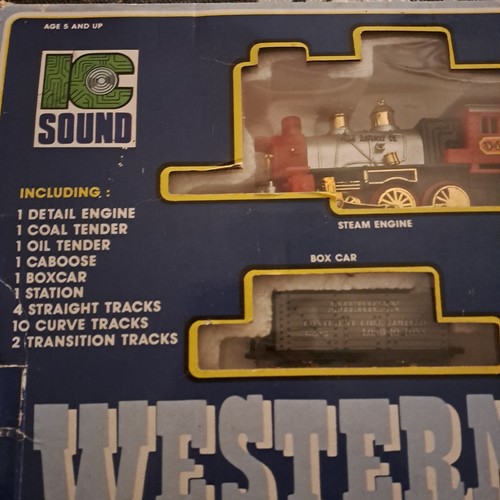 AGE 5 AND UP
IC
SOUND
INCLUDING :
1 DETAIL ENGINE
1 COAL TENDER
1 OIL TENDER
1 CABOOSE
1 BOXCAR
1 STATION
4 STRAIGHT TRACKS
10 CURVE TRACKS
2 TRANSITION TRACKS
STEAM ENGINE
BOX CAR
AMERICAN
WESTERN